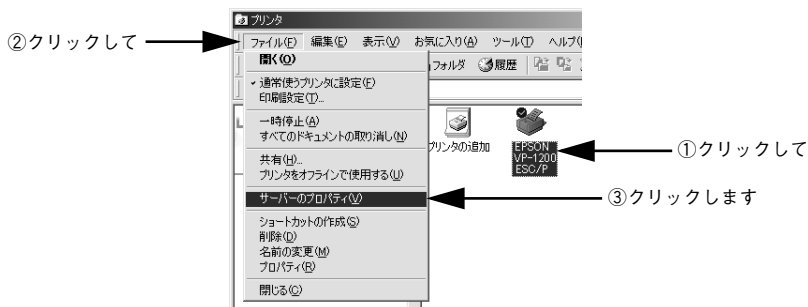 プリンタ
②クリックして
ファイル(F) 編集(E) 表示(V) お気に入り(A) ツール(T) ヘルプ(
開く(O)
フォルダ 履歴
通常使うプリンタに設定(F)
印刷設定(T)...
一時停止(A)
すべてのドキュメントの取り消し(N)
プリンタの追加
EPSON
VP-1200
ESC/P
①クリックして
共有(H)...
プリンタをオフラインで使用する(U)
サーバーのプロパティ(V)
③クリックします
ショートカットの作成(S)
削除(D)
名前の変更(M)
プロパティ(R)
閉じる(C)